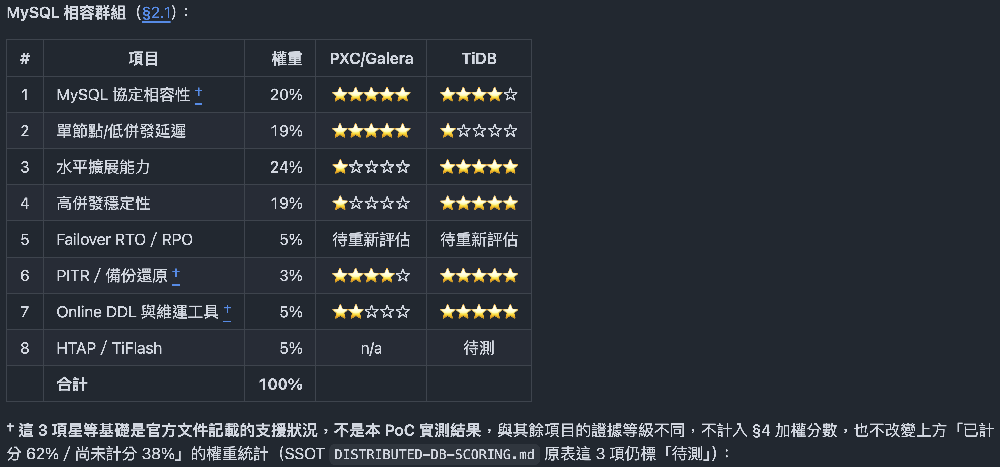 MySQL 相容群組（§2.1）：
# 項目 權重 PXC/Galera TiDB
1 MySQL 協定相容性 † 20% ⭐⭐⭐⭐⭐ ⭐⭐⭐⭐☆
2 單節點/低併發延遲 19% ⭐⭐⭐⭐⭐ ⭐☆☆☆☆
3 水平擴展能力 24% ⭐☆☆☆☆ ⭐⭐⭐⭐⭐
4 高併發穩定性 19% ⭐☆☆☆☆ ⭐⭐⭐⭐⭐
5 Failover RTO / RPO 5% 待重新評估 待重新評估
6 PITR / 備份還原 † 3% ⭐⭐⭐⭐☆ ⭐⭐⭐⭐⭐
7 Online DDL 與維運工具 † 5% ⭐⭐☆☆☆ ⭐⭐⭐⭐⭐
8 HTAP / TiFlash 5% n/a 待測
合計 100%
† 這 3 項星等基礎是官方文件記載的支援狀況，不是本 PoC 實測結果，與其餘項目的證據等級不同，不計入 §4 加權分數，也不改變上方「已計
分 62% / 尚未計分 38%」的權重統計（SSOT DISTRIBUTED-DB-SCORING.md 原表這 3 項仍標「待測」）：